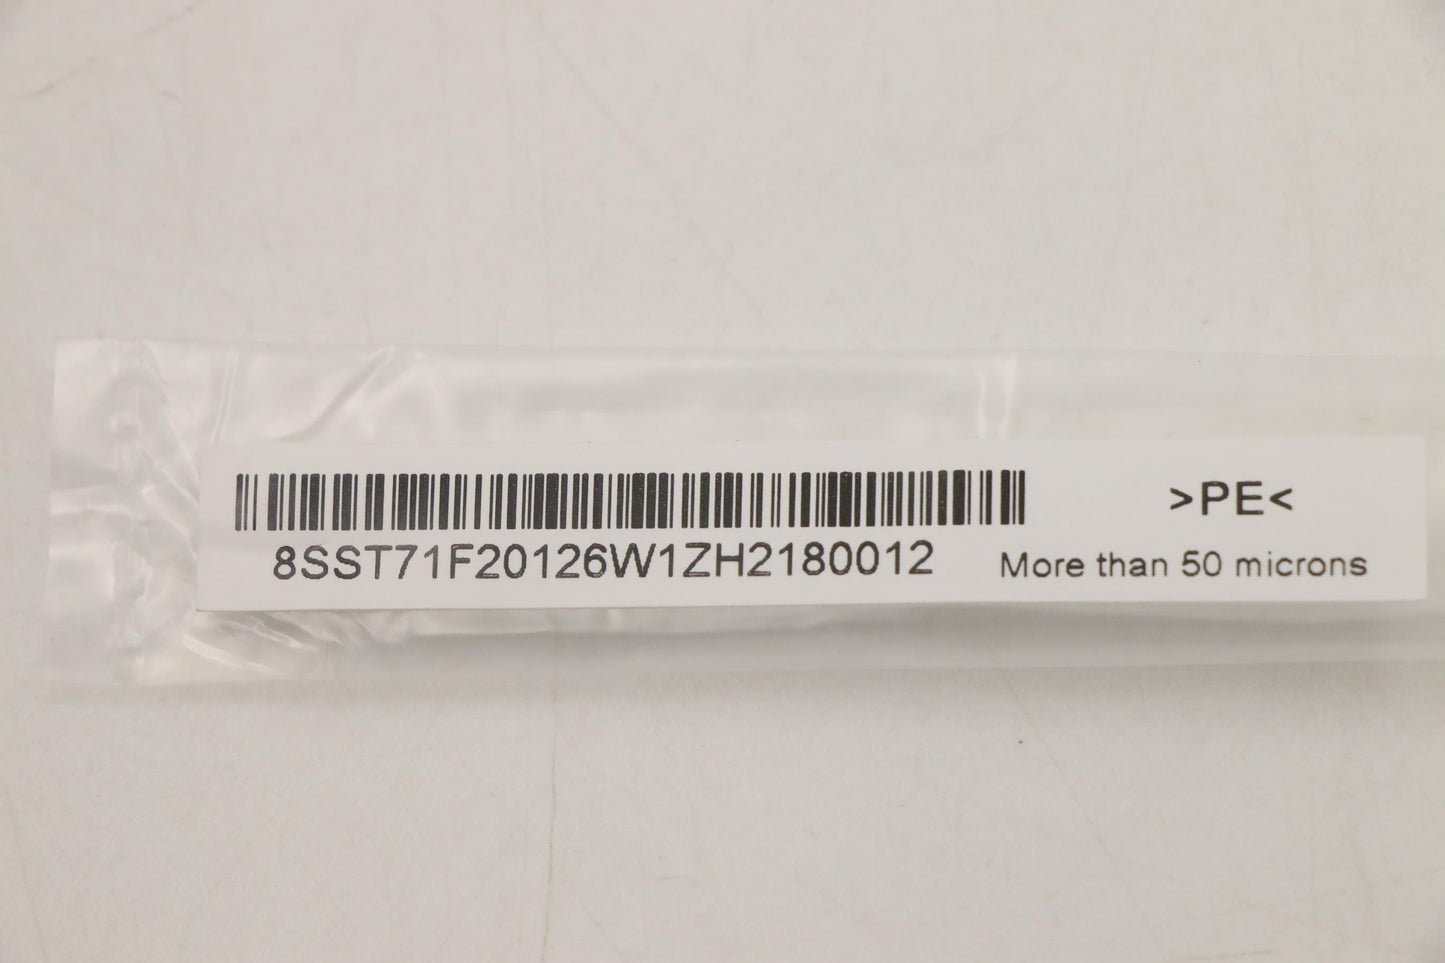 8SST71F20126W1ZH2180012
>PE<
More than 50 microns